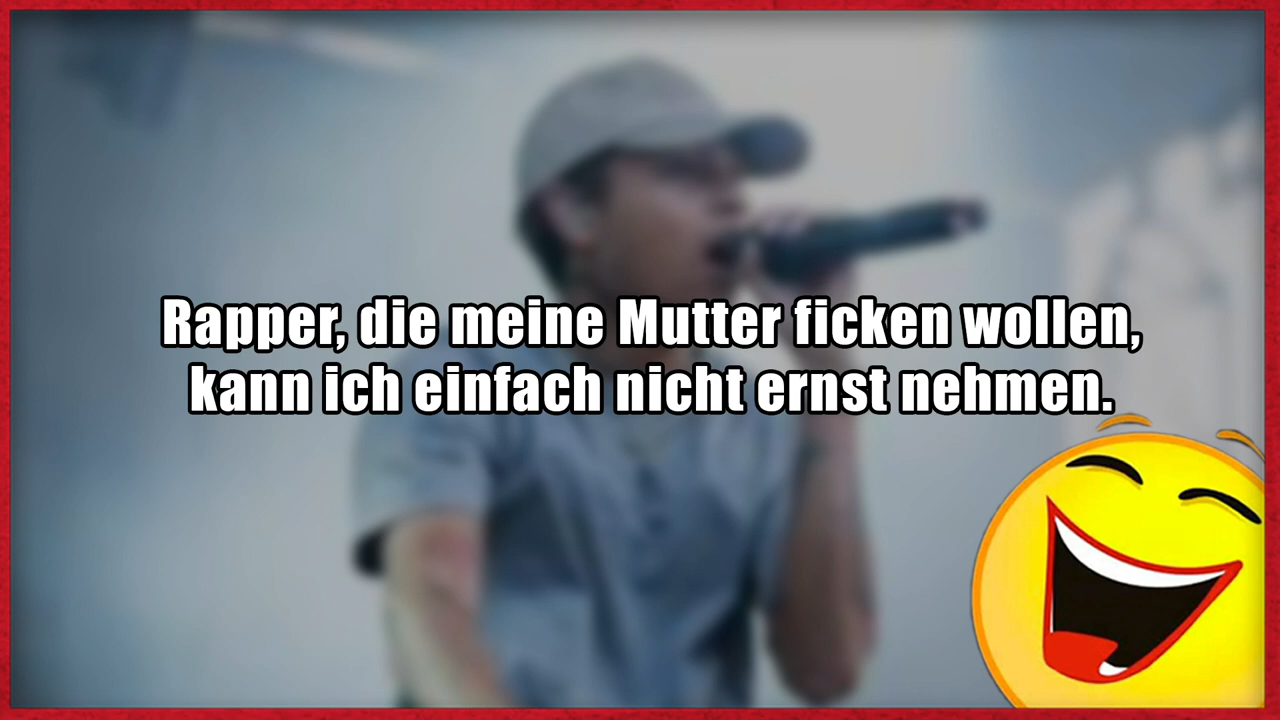 Rapper, die meine Mutter ficken wollen,
kann ich einfach nicht ernst nehmen.